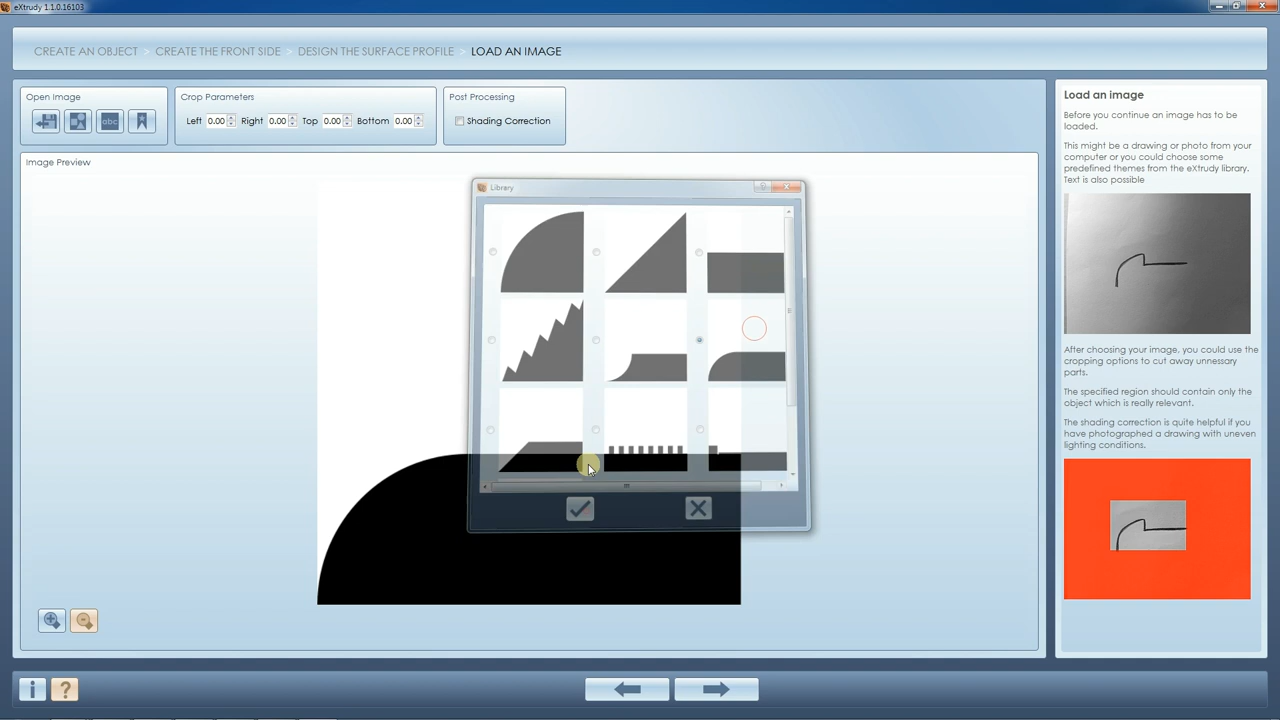 eXtrudy 1.1.0.16103
CREATE AN OBJECT > CREATE THE FRONT SIDE > DESIGN THE SURFACE PROFILE > LOAD AN IMAGE
Open Image
abc
Crop Parameters
Left 0.00 Right 0.00 Top 0.00 Bottom 0.00
Post Processing
Shading Correction
Image Preview
Library
Load an image
Before you continue an image has to be
loaded.
This might be a drawing or photo from your
computer or you could choose some
predefined themes from the eXtrudy library.
Text is also possible
After choosing your image, you could use the
cropping options to cut away unnessary
parts.
The specified region should contain only the
object which is really relevant.
The shading correction is quite helpful if you
have photographed a drawing with uneven
lighting conditions.